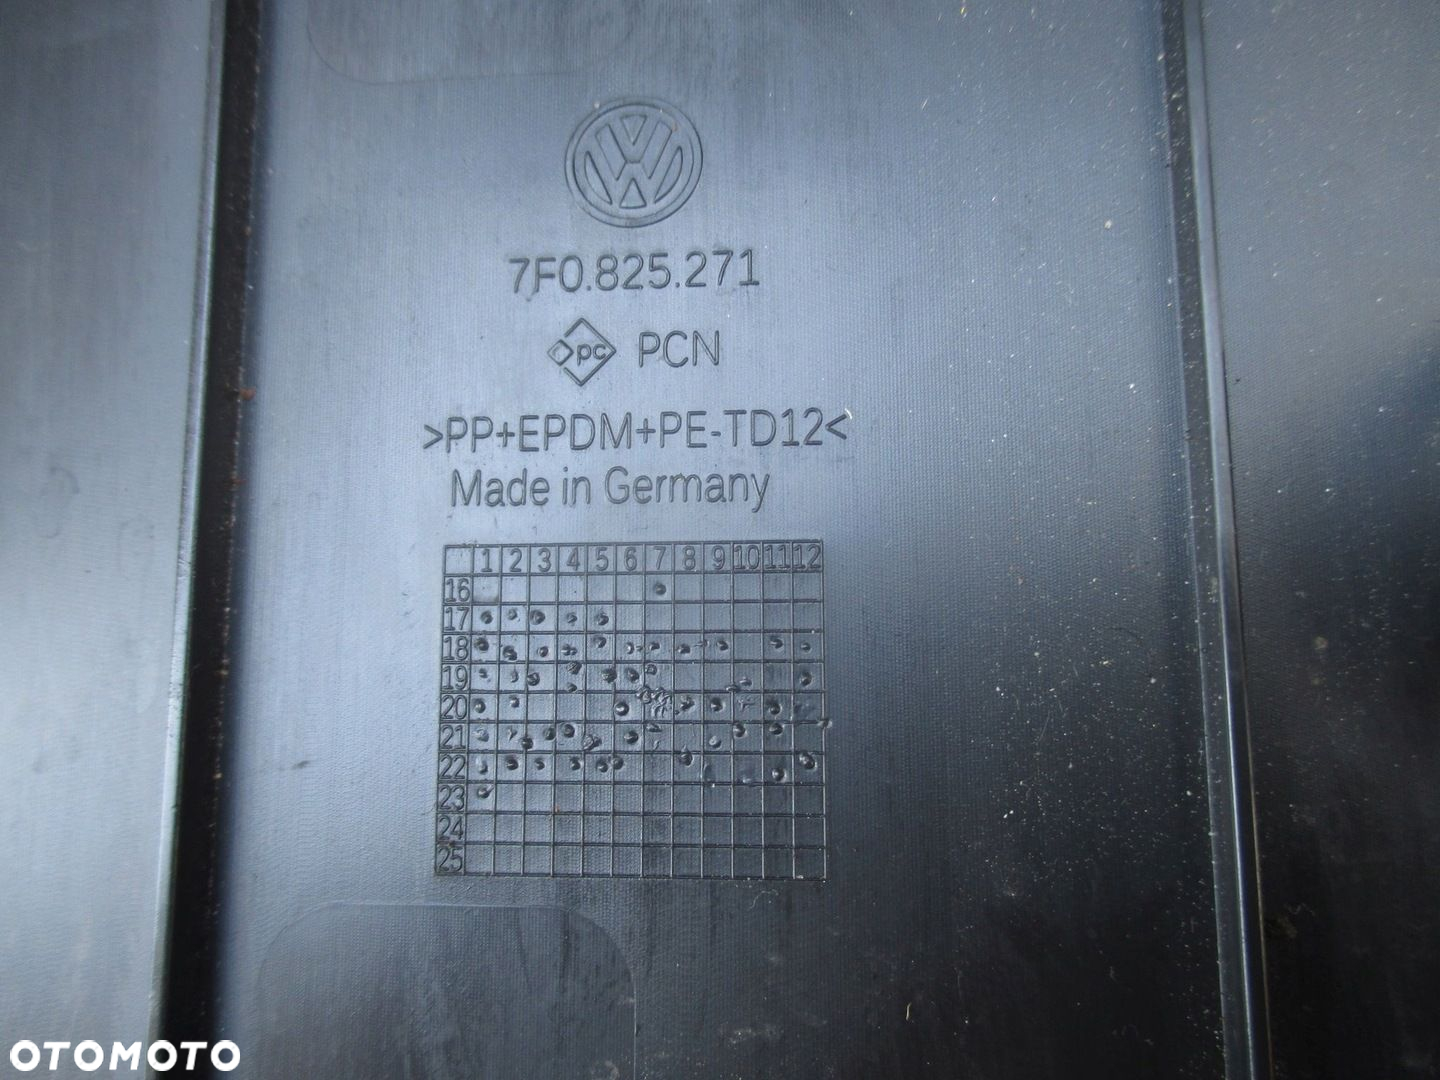 7F0.825.271
pc PCN
>PP+EPDM+PE-TD12<
Made in Germany
1 2 3 4 5 6 7 8 9 10 11 12
16
17
18
19
20
21
22
23
24
25
OTOMOTO